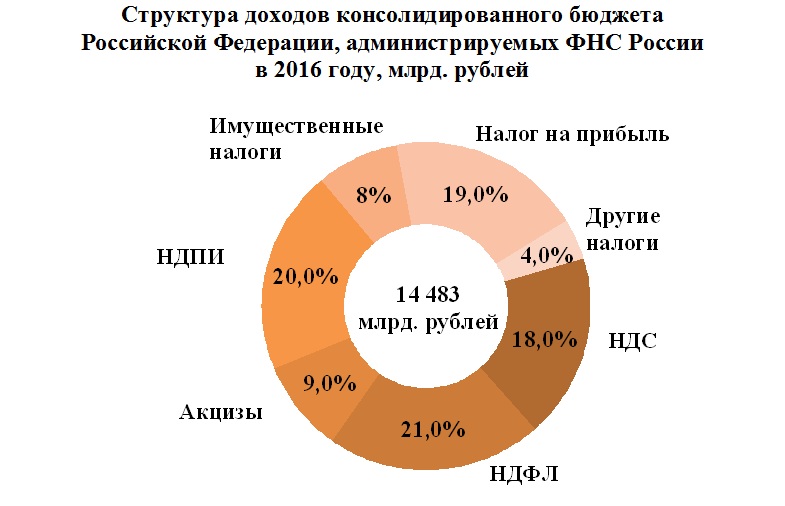 Структура доходов консолидированного бюджета
Российской Федерации, администрируемых ФНС России
в 2016 году, млрд. рублей
Имущественные
налоги
Налог на прибыль
8%
19,0%
Другие
налоги
4,0%
НДПИ
20,0%
14 483
млрд. рублей
18,0%
НДС
9,0%
Акцизы
21,0%
НДФЛ